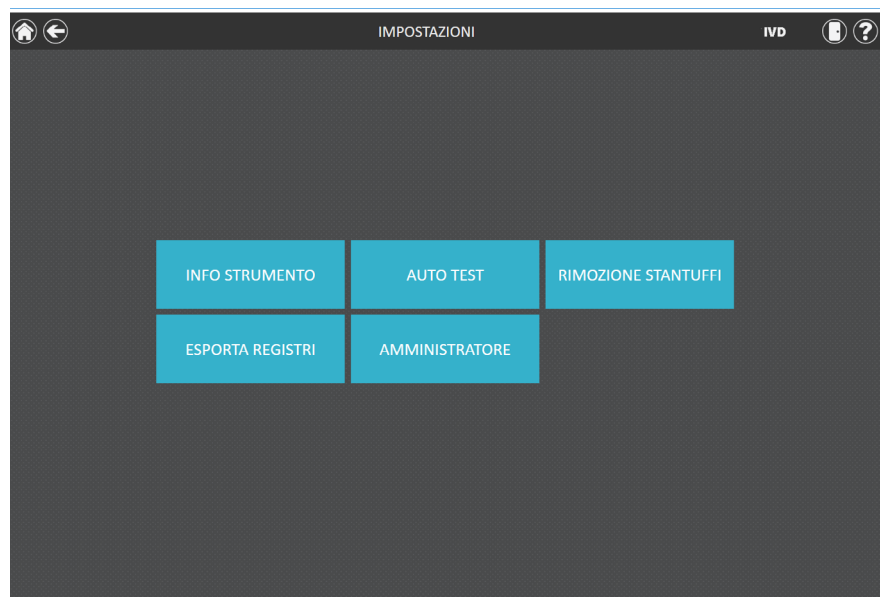 IMPOSTAZIONI IVD ?
INFO STRUMENTO AUTO TEST RIMOZIONE STANTUFFI
ESPORTA REGISTRI AMMINISTRATORE